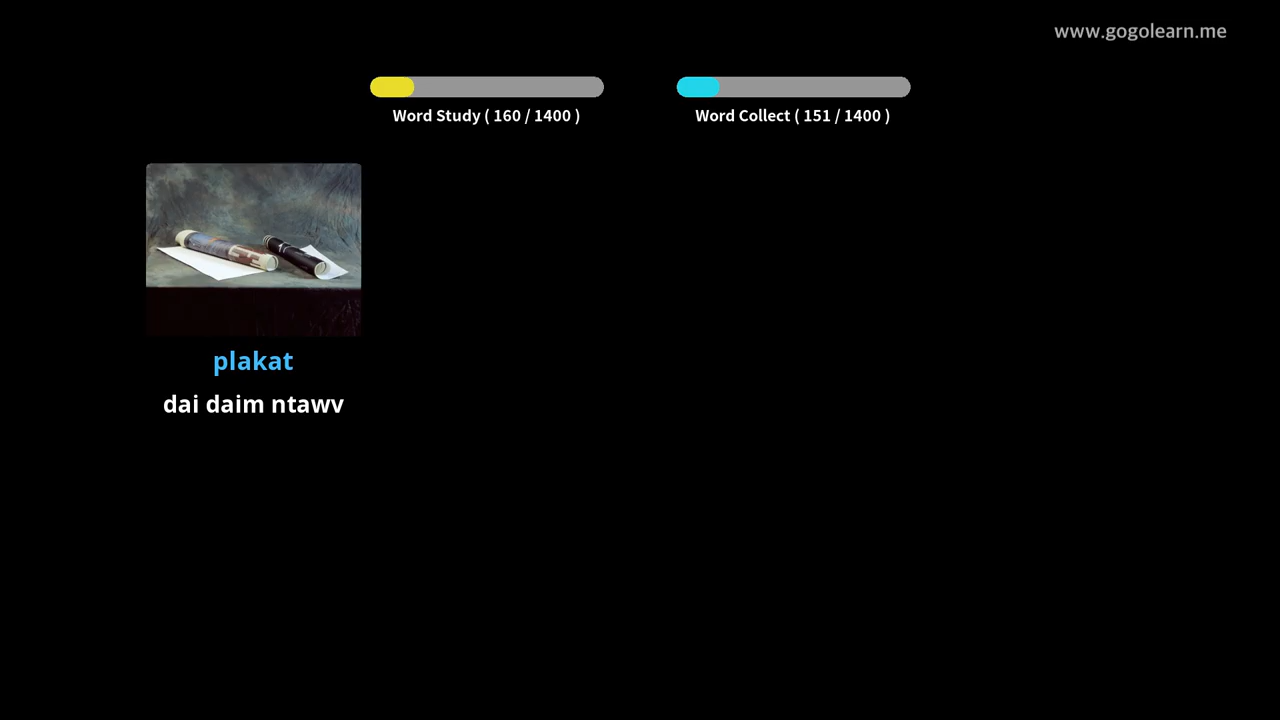 www.gogolearn.me
Word Study ( 160 / 1400 )
Word Collect ( 151 / 1400 )
plakat
dai daim ntawv